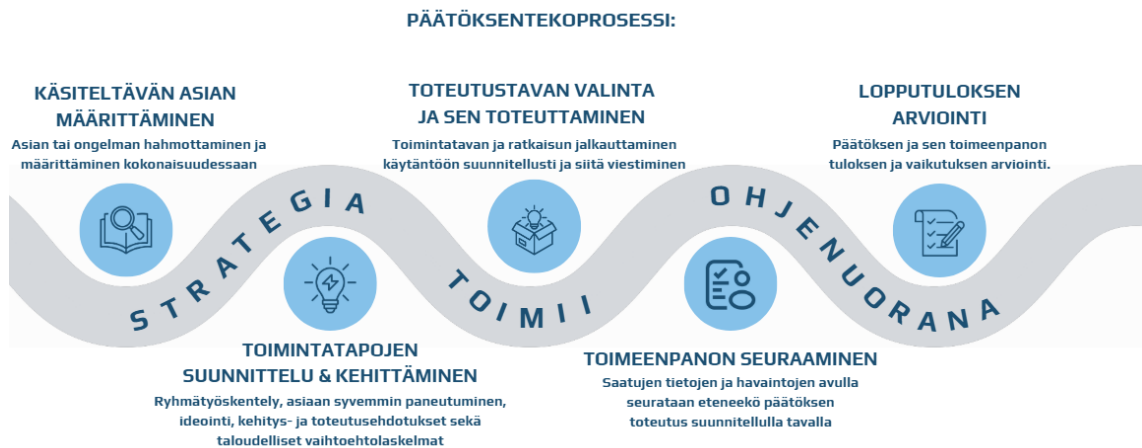 PÄÄTÖKSENTEKOPROSESSI:
KÄSITELTÄVÄN ASIAN
MÄÄRITTÄMINEN
Asian tai ongelman hahmottaminen ja
määrittäminen kokonaisuudessaan
TOIMINTATAPOJEN
SUUNNITTELU & KEHITTÄMINEN
Ryhmätyöskentely, asiaan syvemmin paneutuminen,
ideointi, kehitys- ja toteutusehdotukset sekä
taloudelliset vaihtoehtolaskelmat
TOTEUTUSTAVAN VALINTA
JA SEN TOTEUTTAMINEN
Toimintatavan ja ratkaisun jalkauttaminen
käytäntöön suunnitellusti ja siitä viestiminen
TOIMEENPANON SEURAAMINEN
Saatujen tietojen ja havaintojen avulla
seurataan eteneekö päätöksen
toteutus suunnitellulla tavalla
LOPPUTULOKSEN
ARVIOINTI
Päätöksen ja sen toimeenpanon
tuloksen ja vaikutuksen arviointi.
STRATEGIA TOIMII OHJENUORANA